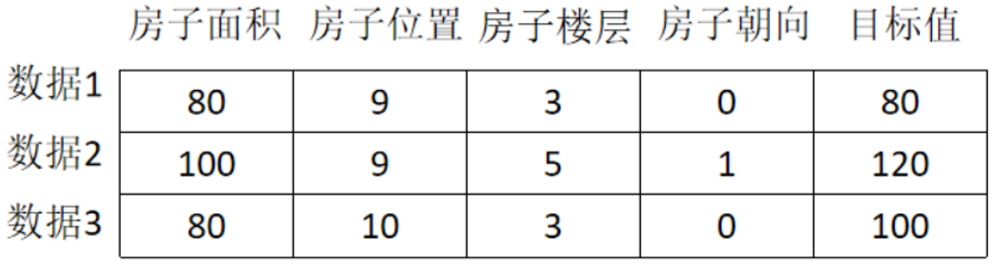 房子面积 房子位置 房子楼层 房子朝向 目标值
数据1 80 9 3 0 80
数据2 100 9 5 1 120
数据3 80 10 3 0 100